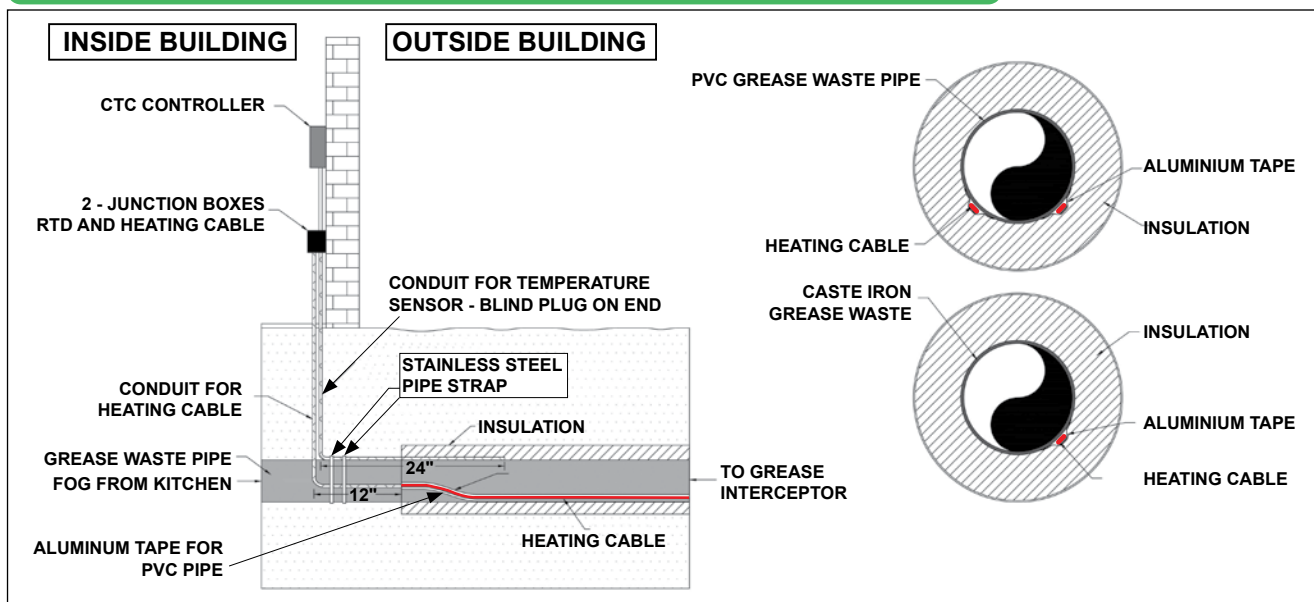 INSIDE BUILDING
OUTSIDE BUILDING
CTC CONTROLLER
2 - JUNCTION BOXES
RTD AND HEATING CABLE
CONDUIT FOR TEMPERATURE
SENSOR - BLIND PLUG ON END
STAINLESS STEEL
PIPE STRAP
CONDUIT FOR
HEATING CABLE
INSULATION
GREASE WASTE PIPE
FOG FROM KITCHEN
24"
12"
TO GREASE
INTERCEPTOR
HEATING CABLE
ALUMINUM TAPE FOR
PVC PIPE
PVC GREASE WASTE PIPE
ALUMINIUM TAPE
INSULATION
HEATING CABLE
CASTE IRON
GREASE WASTE
INSULATION
ALUMINIUM TAPE
HEATING CABLE